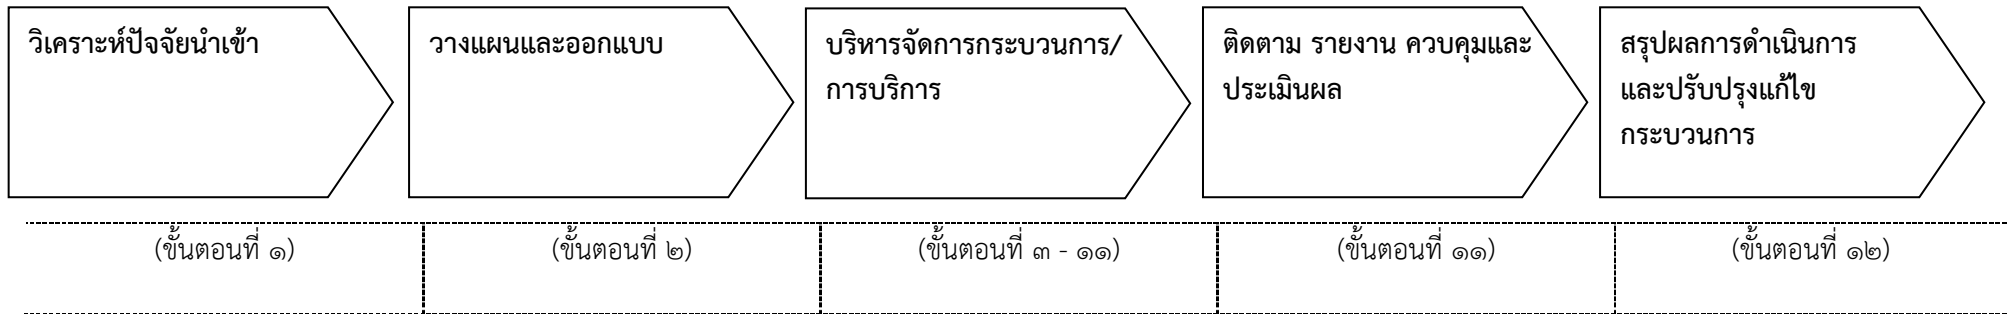 วิเคราะห์ปัจจัยนำเข้า
วางแผนและออกแบบ
บริหารจัดการกระบวนการ/
การบริการ
ติดตาม รายงาน ควบคุมและ
ประเมินผล
สรุปผลการดำเนินการ
และปรับปรุงแก้ไข
กระบวนการ
(ขั้นตอนที่ ๑)
(ขั้นตอนที่ ๒)
(ขั้นตอนที่ ๓ - ๑๑)
(ขั้นตอนที่ ๑๑)
(ขั้นตอนที่ ๑๒)